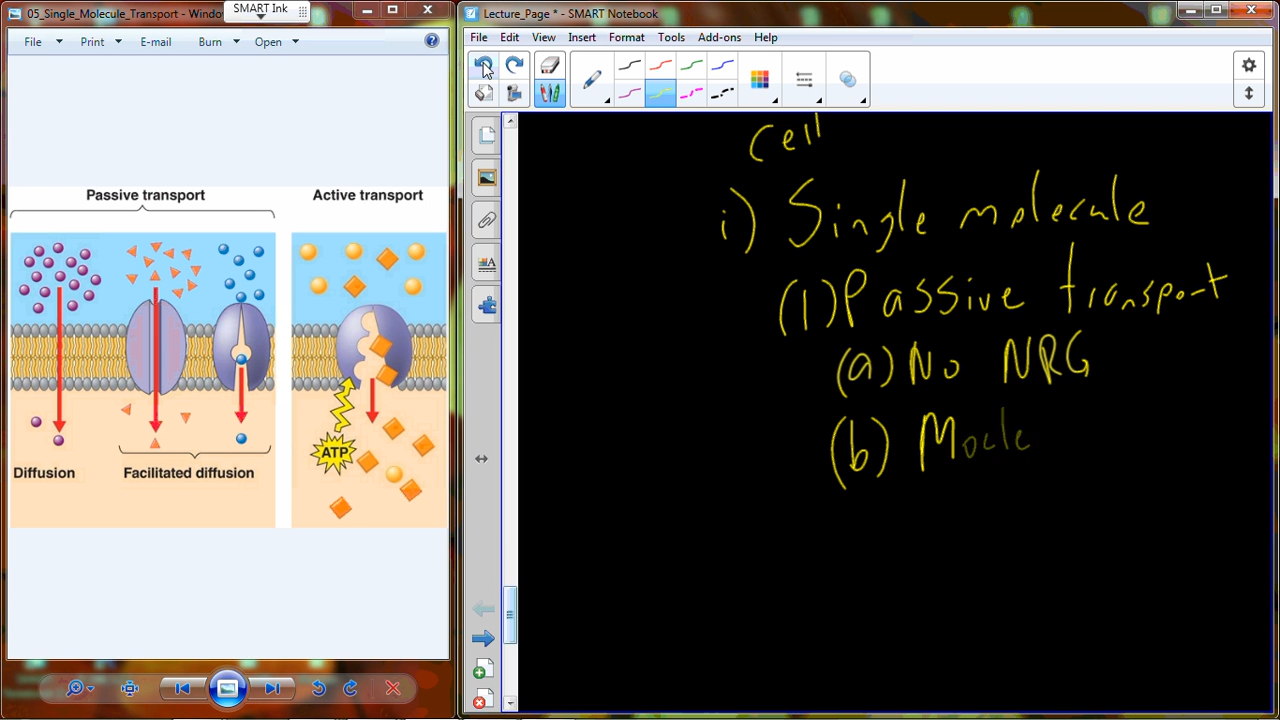 05_Single_Molecule_Transport - Windo
SMART Ink
File Print E-mail Burn Open
Passive transport
Active transport
ATP
Diffusion
Facilitated diffusion
Lecture_Page * - SMART Notebook
File Edit View Insert Format Tools Add-ons Help
Cell
i) Single molecule
(1) Passive transport
(a) No NRG
(b) Mocle